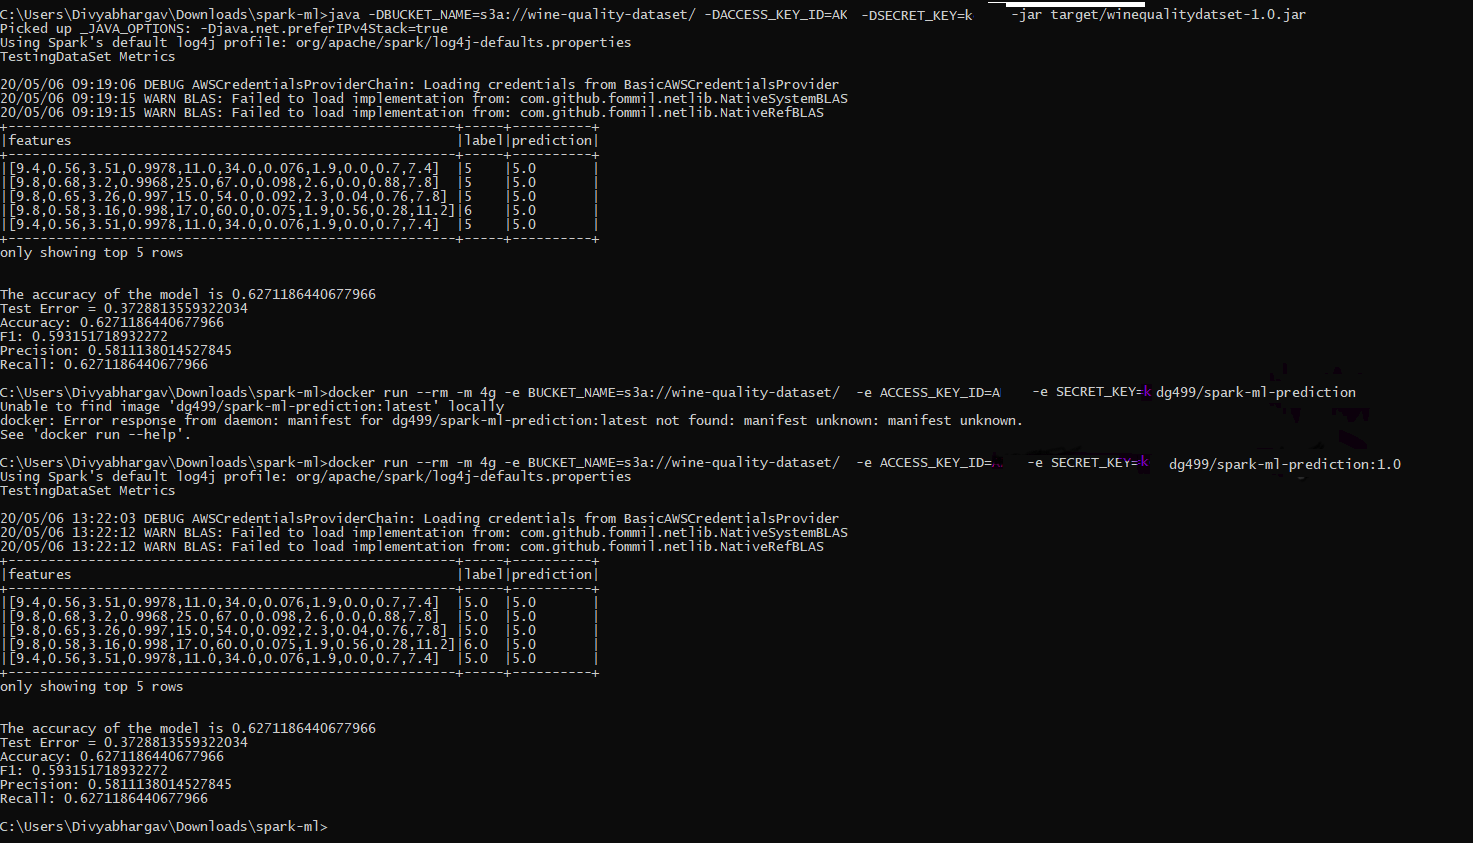 C:\Users\Divyabhargav\Downloads\spark-ml>java -DBUCKET_NAME=s3a://wine-quality-dataset/ -DACCESS_KEY_ID=AK -DSECRET_KEY=k -jar target/winequalitydatset-1.0.jar
Picked up _JAVA_OPTIONS: -Djava.net.preferIPv4Stack=true
Using Spark's default log4j profile: org/apache/spark/log4j-defaults.properties
TestingDataSet Metrics
20/05/06 09:19:06 DEBUG AWSCredentialsProviderChain: Loading credentials from BasicAWSCredentialsProvider
20/05/06 09:19:15 WARN BLAS: Failed to load implementation from: com.github.fommil.netlib.NativeSystemBLAS
20/05/06 09:19:15 WARN BLAS: Failed to load implementation from: com.github.fommil.netlib.NativeRefBLAS
+--------------------------------------------------------+-----+----------+
|features                                                |label|prediction|
+--------------------------------------------------------+-----+----------+
|[9.4,0.56,3.51,0.9978,11.0,34.0,0.076,1.9,0.0,0.7,7.4]  |5    |5.0       |
|[9.8,0.68,3.2,0.9968,25.0,67.0,0.098,2.6,0.0,0.88,7.8]  |5    |5.0       |
|[9.8,0.65,3.26,0.997,15.0,54.0,0.092,2.3,0.04,0.76,7.8] |5    |5.0       |
|[9.8,0.58,3.16,0.998,17.0,60.0,0.075,1.9,0.56,0.28,11.2]|6    |5.0       |
|[9.4,0.56,3.51,0.9978,11.0,34.0,0.076,1.9,0.0,0.7,7.4]  |5    |5.0       |
+--------------------------------------------------------+-----+----------+
only showing top 5 rows
The accuracy of the model is 0.6271186440677966
Test Error = 0.3728813559322034
Accuracy: 0.6271186440677966
F1: 0.593151718932272
Precision: 0.5811138014527845
Recall: 0.6271186440677966
C:\Users\Divyabhargav\Downloads\spark-ml>docker run --rm -m 4g -e BUCKET_NAME=s3a://wine-quality-dataset/ -e ACCESS_KEY_ID=A -e SECRET_KEY=k dg499/spark-ml-prediction
Unable to find image 'dg499/spark-ml-prediction:latest' locally
docker: Error response from daemon: manifest for dg499/spark-ml-prediction:latest not found: manifest unknown: manifest unknown.
See 'docker run --help'.
C:\Users\Divyabhargav\Downloads\spark-ml>docker run --rm -m 4g -e BUCKET_NAME=s3a://wine-quality-dataset/ -e ACCESS_KEY_ID= -e SECRET_KEY=k dg499/spark-ml-prediction:1.0
Using Spark's default log4j profile: org/apache/spark/log4j-defaults.properties
TestingDataSet Metrics
20/05/06 13:22:03 DEBUG AWSCredentialsProviderChain: Loading credentials from BasicAWSCredentialsProvider
20/05/06 13:22:12 WARN BLAS: Failed to load implementation from: com.github.fommil.netlib.NativeSystemBLAS
20/05/06 13:22:12 WARN BLAS: Failed to load implementation from: com.github.fommil.netlib.NativeRefBLAS
+--------------------------------------------------------+-----+----------+
|features                                                |label|prediction|
+--------------------------------------------------------+-----+----------+
|[9.4,0.56,3.51,0.9978,11.0,34.0,0.076,1.9,0.0,0.7,7.4]  |5.0  |5.0       |
|[9.8,0.68,3.2,0.9968,25.0,67.0,0.098,2.6,0.0,0.88,7.8]  |5.0  |5.0       |
|[9.8,0.65,3.26,0.997,15.0,54.0,0.092,2.3,0.04,0.76,7.8] |5.0  |5.0       |
|[9.8,0.58,3.16,0.998,17.0,60.0,0.075,1.9,0.56,0.28,11.2]|6.0  |5.0       |
|[9.4,0.56,3.51,0.9978,11.0,34.0,0.076,1.9,0.0,0.7,7.4]  |5.0  |5.0       |
+--------------------------------------------------------+-----+----------+
only showing top 5 rows
The accuracy of the model is 0.6271186440677966
Test Error = 0.3728813559322034
Accuracy: 0.6271186440677966
F1: 0.593151718932272
Precision: 0.5811138014527845
Recall: 0.6271186440677966
C:\Users\Divyabhargav\Downloads\spark-ml>